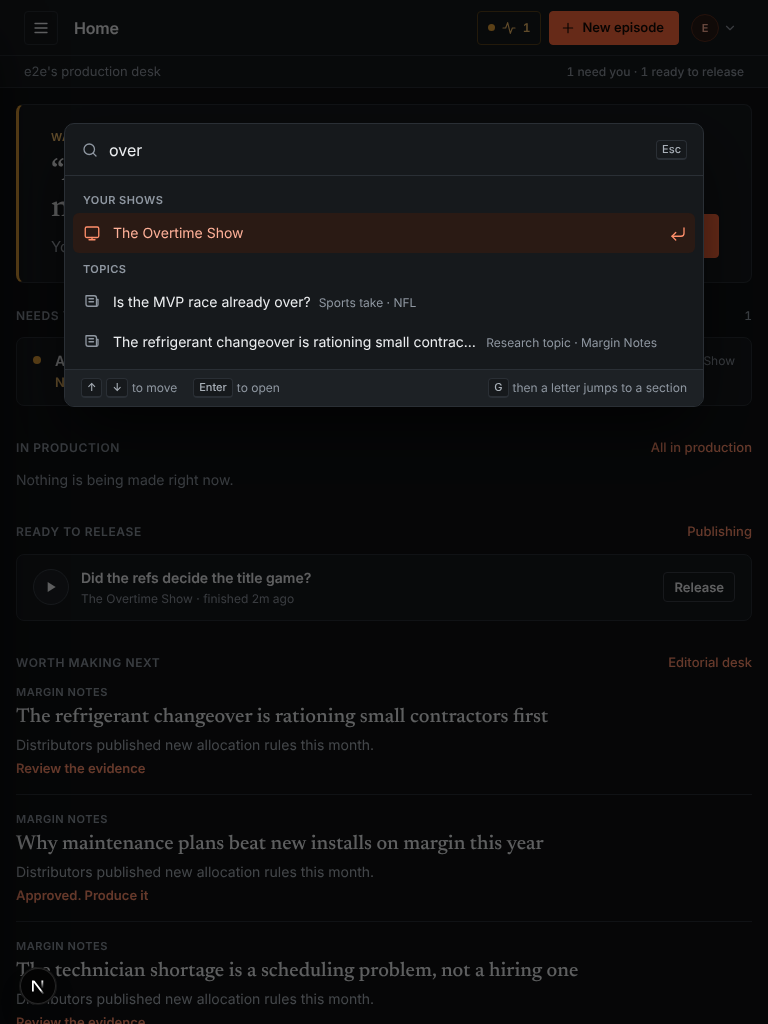 Home
1
New episode
E
e2e's production desk
1 need you · 1 ready to release
over
Esc
YOUR SHOWS
The Overtime Show
TOPICS
Is the MVP race already over? Sports take · NFL
The refrigerant changeover is rationing small contrac... Research topic · Margin Notes
↑ ↓ to move Enter to open
G then a letter jumps to a section
NEEDS
1
Show
IN PRODUCTION
All in production
Nothing is being made right now.
READY TO RELEASE
Publishing
Did the refs decide the title game?
The Overtime Show · finished 2m ago
Release
WORTH MAKING NEXT
Editorial desk
MARGIN NOTES
The refrigerant changeover is rationing small contractors first
Distributors published new allocation rules this month.
Review the evidence
MARGIN NOTES
Why maintenance plans beat new installs on margin this year
Distributors published new allocation rules this month.
Approved. Produce it
MARGIN NOTES
The technician shortage is a scheduling problem, not a hiring one
N
Distributors published new allocation rules this month.
Review the evidence